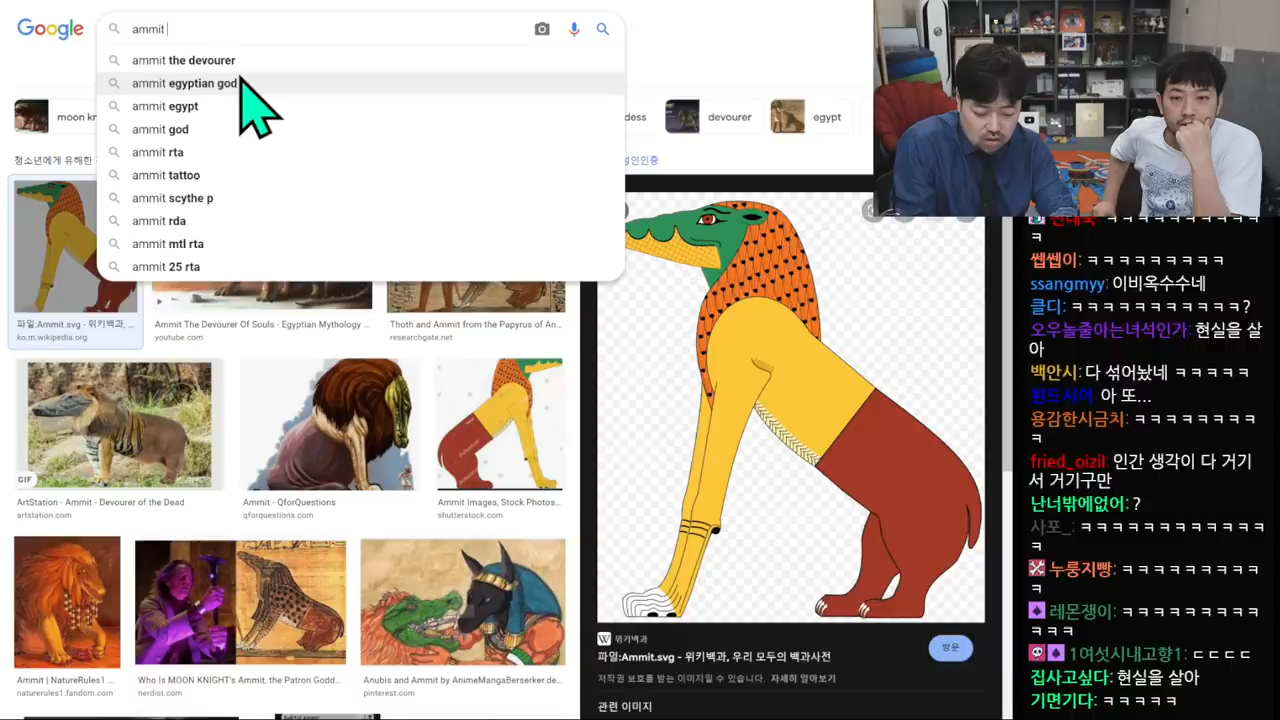 Google
ammit
ammit the devourer
ammit egyptian god
ammit egypt
ammit god
ammit rta
ammit tattoo
ammit scythe p
ammit rda
ammit mtl rta
ammit 25 rta
devourer
egypt
청소년에게 유해한
파일:Ammit.svg - 위키백과, ...
ko.m.wikipedia.org
Ammit The Devourer Of Souls - Egyptian Mythology ...
youtube.com
Thoth and Ammit from the Papyrus of An...
researchgate.net
GIF
ArtStation - Ammit - Devourer of the Dead
artstation.com
Ammit - QforQuestions
qforquestions.com
Ammit Images, Stock Photos...
shutterstock.com
Ammit | NatureRules1 ...
naturerules1.fandom.com
Who Is MOON KNIGHT's Ammit, the Patron Godd...
nerdist.com
Anubis and Ammit by AnimeMangaBerserker.de...
pinterest.com
W 위키백과
파일:Ammit.svg - 위키백과, 우리 모두의 백과사전
방문
저작권 보호를 받는 이미지일 수 있습니다. 자세히 알아보기
관련 이미지
ㅋ
쎕쎕이: ㅋㅋㅋㅋㅋㅋㅋㅋㅋ
ssangmyy: 이비옥수수네
클디: ㅋㅋㅋㅋㅋㅋㅋㅋㅋㅋㅋ?
오우놀줄아는녀석인가: 현실을 살
아
백안시: 다 섞어놨네 ㅋㅋㅋㅋㅋ
윈드시어: 아 또...
용감한시금치: ㅋㅋㅋㅋㅋㅋㅋㅋ
ㅋ
fried_oizil: 인간 생각이 다 거기
서 거기구만
난너밖에없어: ?
사포_: ㅋㅋㅋㅋㅋㅋㅋㅋㅋㅋㅋㅋ
ㅋ
누룽지빵: ㅋㅋㅋㅋㅋㅋㅋㅋㅋ
ㅋ
레몬쟁이: ㅋㅋㅋㅋㅋㅋㅋㅋㅋ
ㅋㅋㅋㅋ
1여섯시내고향1: ㄷㄷㄷㄷ
집사고싶다: 현실을 살아
기면기다: ㅋㅋㅋㅋㅋ